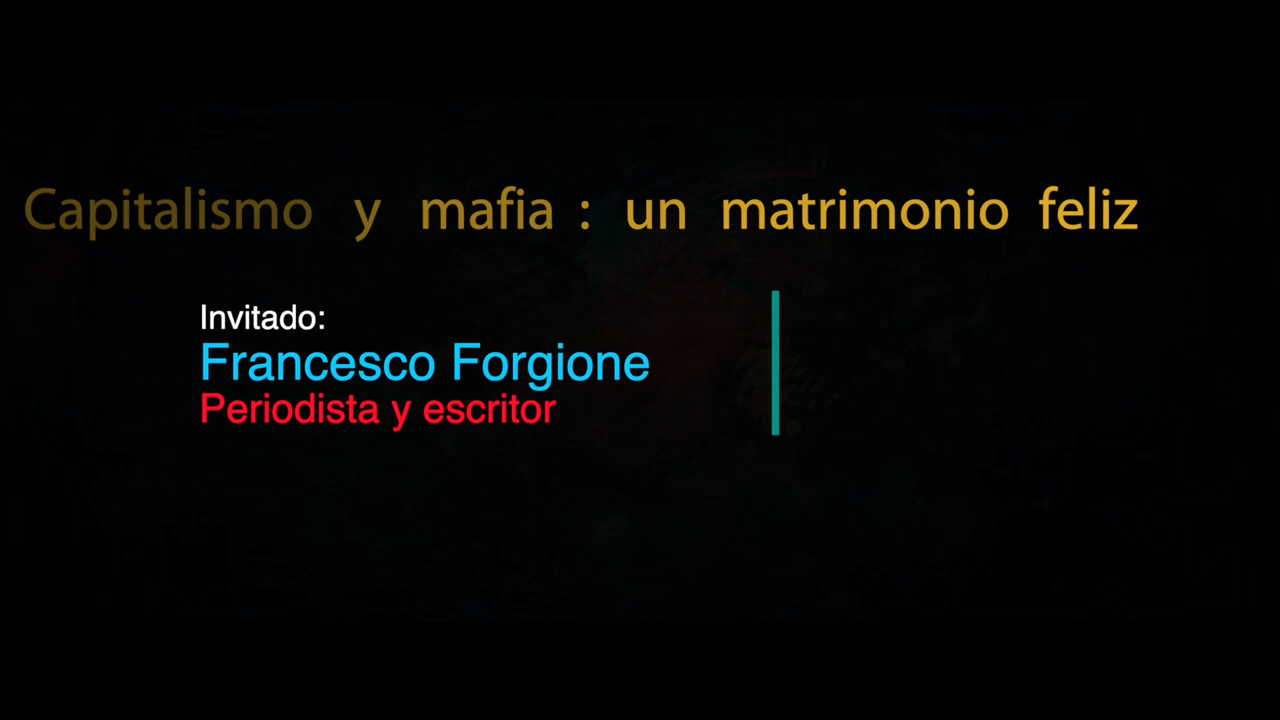 Capitalismo y mafia : un matrimonio feliz
Invitado:
Francesco Forgione
Periodista y escritor